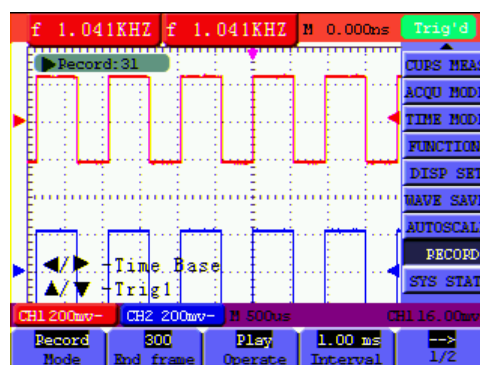 f 1.041KHZ f 1.041KHZ M 0.000ns Trig'd
Record:31
CUPS MEAS
ACQU MODE
TIME MODE
FUNCTION
DISP SET
WAVE SAVE
AUTOSCALE
RECORD
SYS STAT
◀/▶ -Time Base
▲/▼ -Trig1
CH1 200mv~ CH2 200mv~ M 500us CH1 16.00mv
Record 300 Play 1.00 ms -->
Mode End frame Operate Interval 1/2